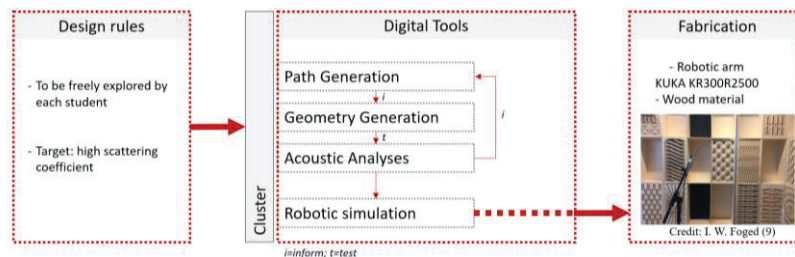 Design rules
- To be freely explored by
each student
- Target: high scattering
coefficient
Cluster
Digital Tools
Path Generation
i
Geometry Generation
t
Acoustic Analyses
i
Robotic simulation
i=inform; t=test
Fabrication
- Robotic arm
KUKA KR300R2500
- Wood material
Credit: I. W. Foged (9)